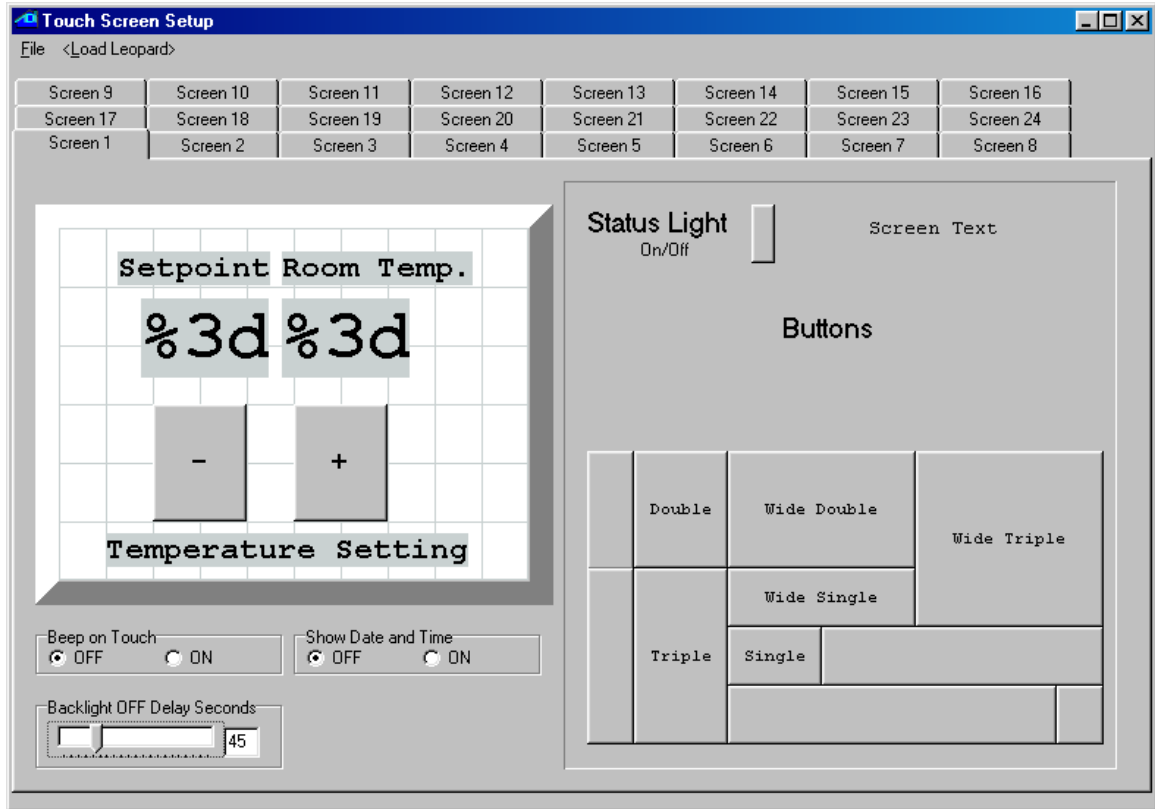 Touch Screen Setup
File <Load Leopard>
Screen 9 Screen 10 Screen 11 Screen 12 Screen 13 Screen 14 Screen 15 Screen 16
Screen 17 Screen 18 Screen 19 Screen 20 Screen 21 Screen 22 Screen 23 Screen 24
Screen 1 Screen 2 Screen 3 Screen 4 Screen 5 Screen 6 Screen 7 Screen 8
Setpoint Room Temp.
%3d %3d
- +
Temperature Setting
Beep on Touch
OFF ON
Show Date and Time
OFF ON
Backlight OFF Delay Seconds
45
Status Light
On/Off
Screen Text
Buttons
Double Wide Double
Wide Triple
Wide Single
Triple Single